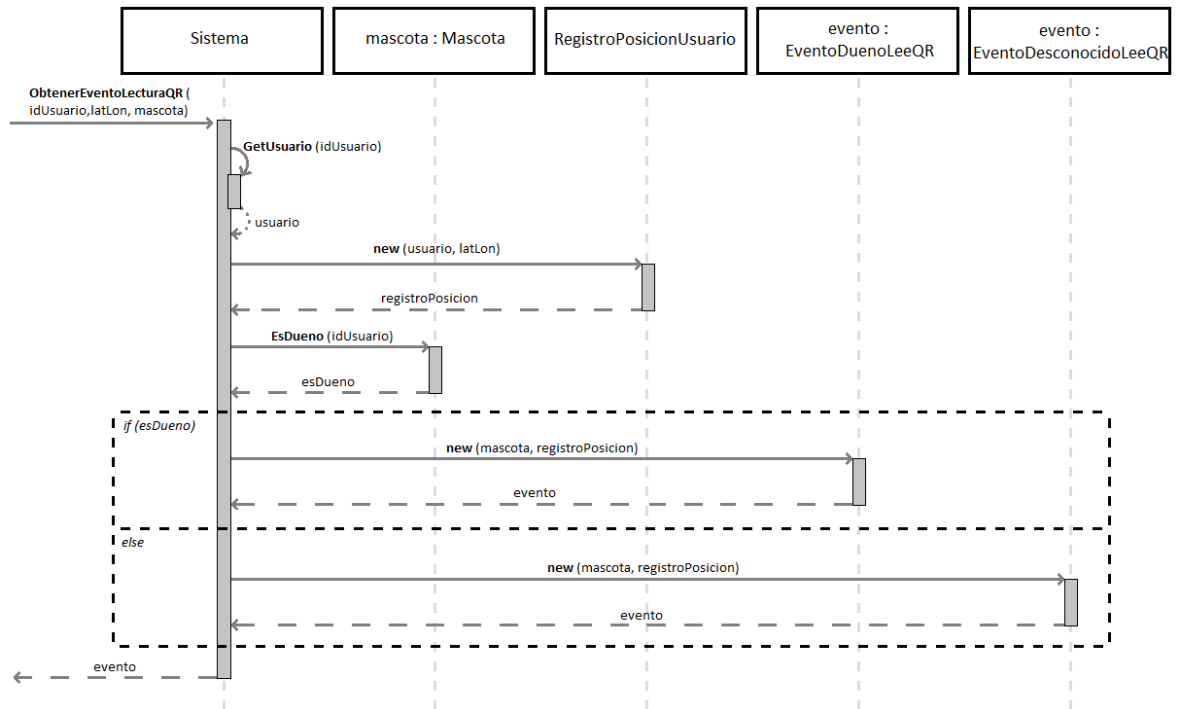 Sistema
mascota : Mascota
RegistroPosicionUsuario
evento :
EventoDuenoLeeQR
evento :
EventoDesconocidoLeeQR
ObtenerEventoLecturaQR (
idUsuario,latLon, mascota)
GetUsuario (idUsuario)
usuario
new (usuario, latLon)
registroPosicion
EsDueno (idUsuario)
esDueno
if (esDueno)
new (mascota, registroPosicion)
evento
else
new (mascota, registroPosicion)
evento
evento